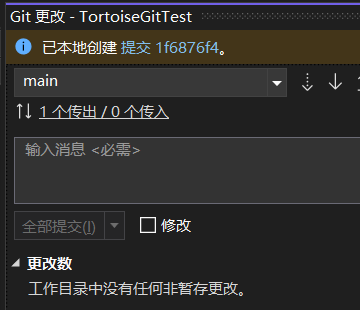 Git 更改 - TortoiseGitTest
已本地创建 提交 1f6876f4。
main
1 个传出 / 0 个传入
输入消息 <必需>
全部提交(I) 修改
更改数
工作目录中没有任何非暂存更改。